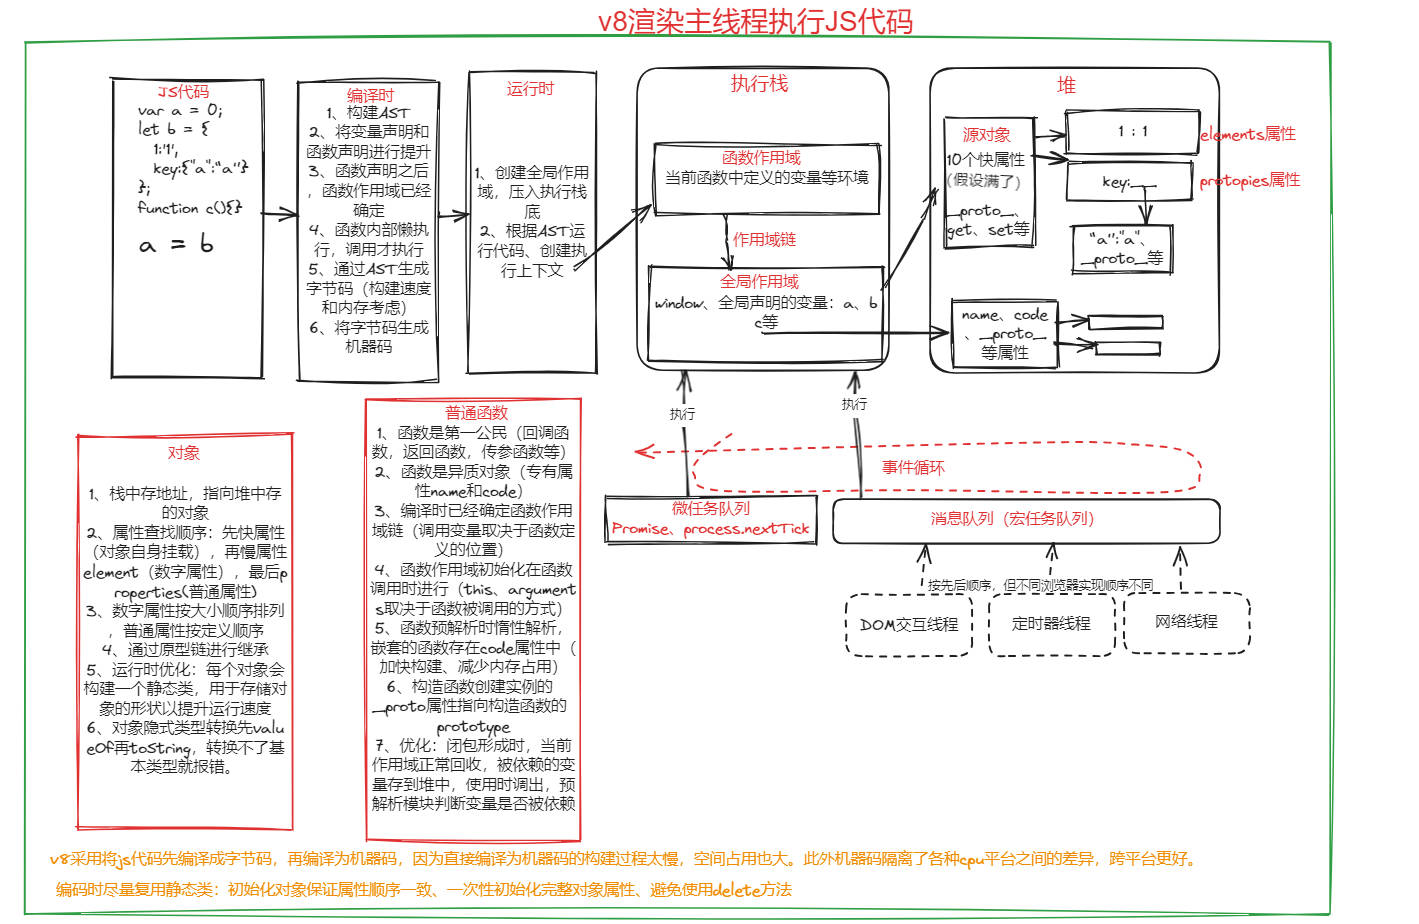 v8渲染主线程执行JS代码
JS代码
var a = 0;
let b = {
1:'1',
key:{"a":"a"}
};
function c(){}
a = b
编译时
1、构建AST
2、将变量声明和
函数声明进行提升
3、函数声明之后
，函数作用域已经
确定
4、函数内部懒执
行，调用才执行
5、通过AST生成
字节码（构建速度
和内存考虑）
6、将字节码生成
机器码
运行时
1、创建全局作用
域，压入执行栈
底
2、根据AST运
行代码、创建执
行上下文
执行栈
函数作用域
当前函数中定义的变量等环境
作用域链
全局作用域
window、全局声明的变量：a、b
c等
堆
源对象
10个快属性
（假设满了）
__proto__、
get、set等
1 : 1
elements属性
key:__
protopies属性
"a":"a"、
__proto__等
name、code
、__proto__
等属性
执行
执行
事件循环
微任务队列
Promise、process.nextTick
消息队列（宏任务队列）
按先后顺序，但不同浏览器实现顺序不同
DOM交互线程
定时器线程
网络线程
对象
1、栈中存地址，指向堆中存
的对象
2、属性查找顺序：先快属性
（对象自身挂载），再慢属性
element（数字属性），最后p
roperties(普通属性)
3、数字属性按大小顺序排列
，普通属性按定义顺序
4、通过原型链进行继承
5、运行时优化：每个对象会
构建一个静态类，用于存储对
象的形状以提升运行速度
6、对象隐式类型转换先valu
eOf再toString，转换不了基
本类型就报错。
普通函数
1、函数是第一公民（回调函
数，返回函数，传参函数等）
2、函数是异质对象（专有属
性name和code）
3、编译时已经确定函数作用
域链（调用变量取决于函数定
义的位置）
4、函数作用域初始化在函数
调用时进行（this、argument
s取决于函数被调用的方式）
5、函数预解析时惰性解析，
嵌套的函数存在code属性中（
加快构建、减少内存占用）
6、构造函数创建实例的
__proto属性指向构造函数的
prototype
7、优化：闭包形成时，当前
作用域正常回收，被依赖的变
量存到堆中，使用时调出，预
解析模块判断变量是否被依赖
v8采用将js代码先编译成字节码，再编译为机器码，因为直接编译为机器码的构建过程太慢，空间占用也大。此外机器码隔离了各种cpu平台之间的差异，跨平台更好。
编码时尽量复用静态类：初始化对象保证属性顺序一致、一次性初始化完整对象属性、避免使用delete方法